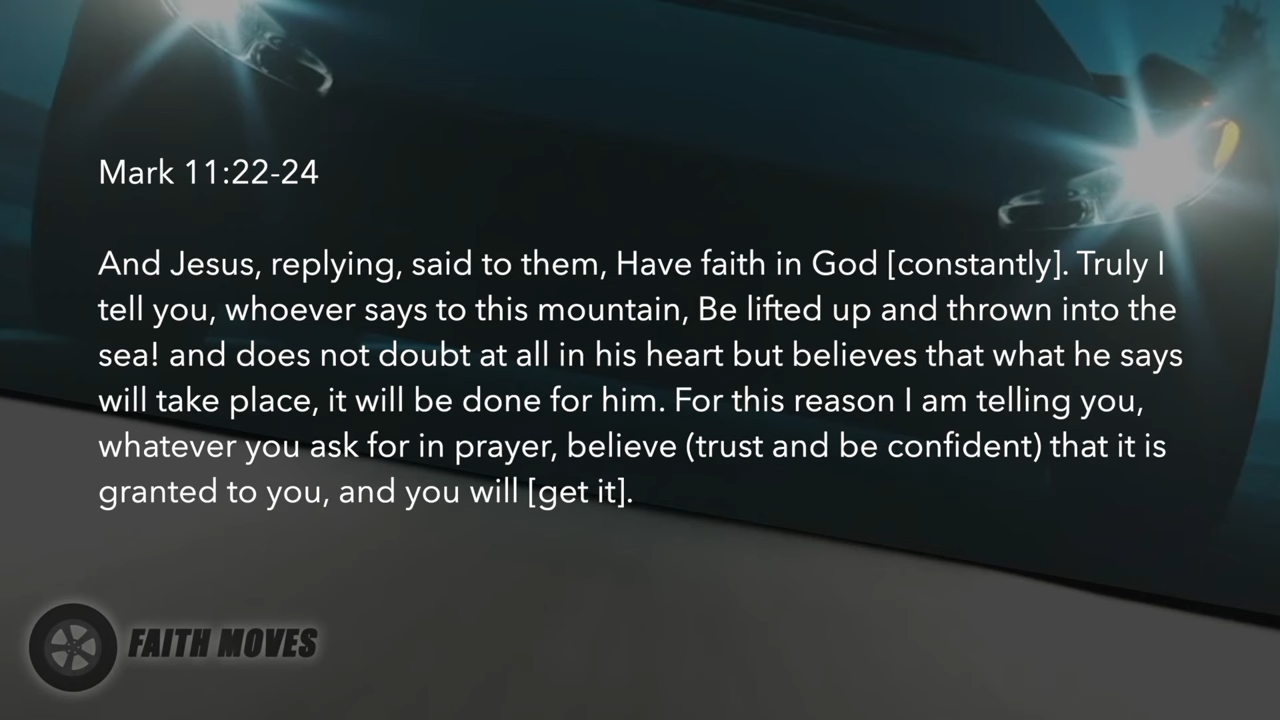 Mark 11:22-24
And Jesus, replying, said to them, Have faith in God [constantly]. Truly I
tell you, whoever says to this mountain, Be lifted up and thrown into the
sea! and does not doubt at all in his heart but believes that what he says
will take place, it will be done for him. For this reason I am telling you,
whatever you ask for in prayer, believe (trust and be confident) that it is
granted to you, and you will [get it].
FAITH MOVES